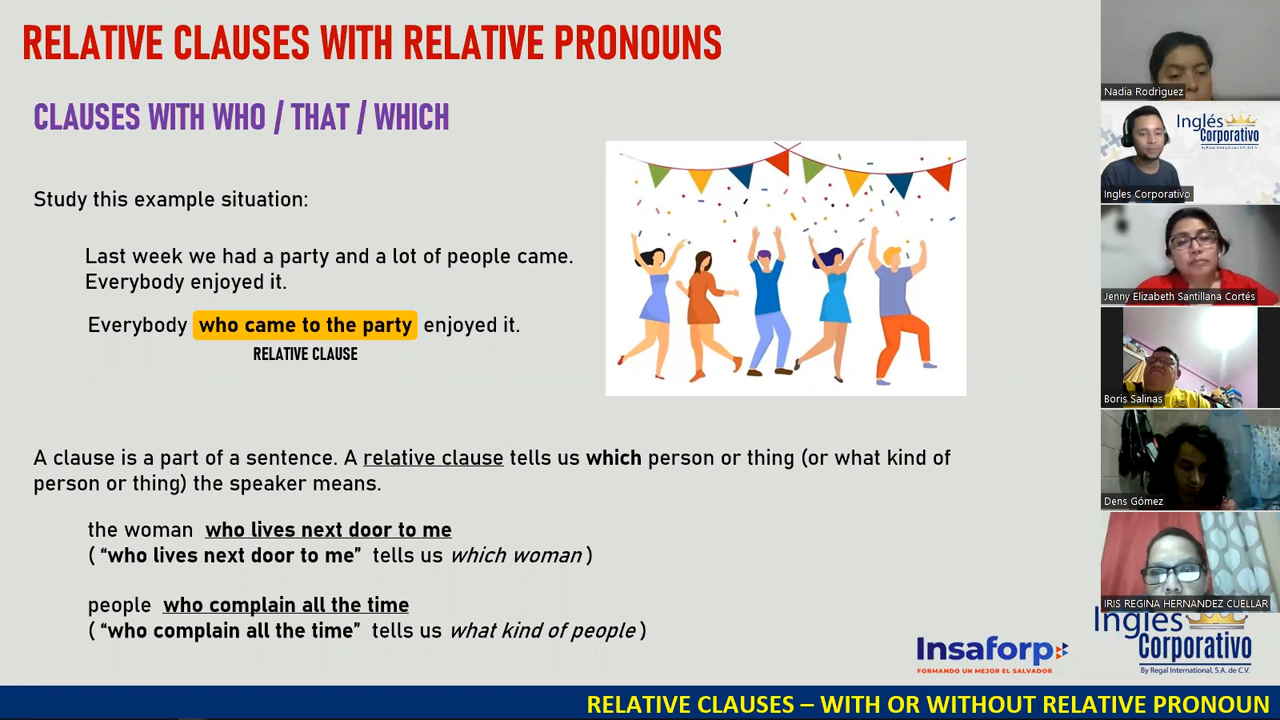 RELATIVE CLAUSES WITH RELATIVE PRONOUNS
CLAUSES WITH WHO / THAT / WHICH
Study this example situation:
Last week we had a party and a lot of people came.
Everybody enjoyed it.
Everybody who came to the party enjoyed it.
RELATIVE CLAUSE
A clause is a part of a sentence. A relative clause tells us which person or thing (or what kind of
person or thing) the speaker means.
the woman who lives next door to me
( “who lives next door to me” tells us which woman )
people who complain all the time
( “who complain all the time” tells us what kind of people )
Insaforp
FORMANDO UN MEJOR EL SALVADOR
Inglés
Corporativo
By Regal International, S.A. de C.V.
RELATIVE CLAUSES – WITH OR WITHOUT RELATIVE PRONOUN
Nadia Rodriguez
Inglés
Corporativo
By Regal International, S.A. de C.V.
Ingles Corporativo
Jenny Elizabeth Santillana Cortés
Boris Salinas
Dens Gómez
IRIS REGINA HERNANDEZ CUELLAR